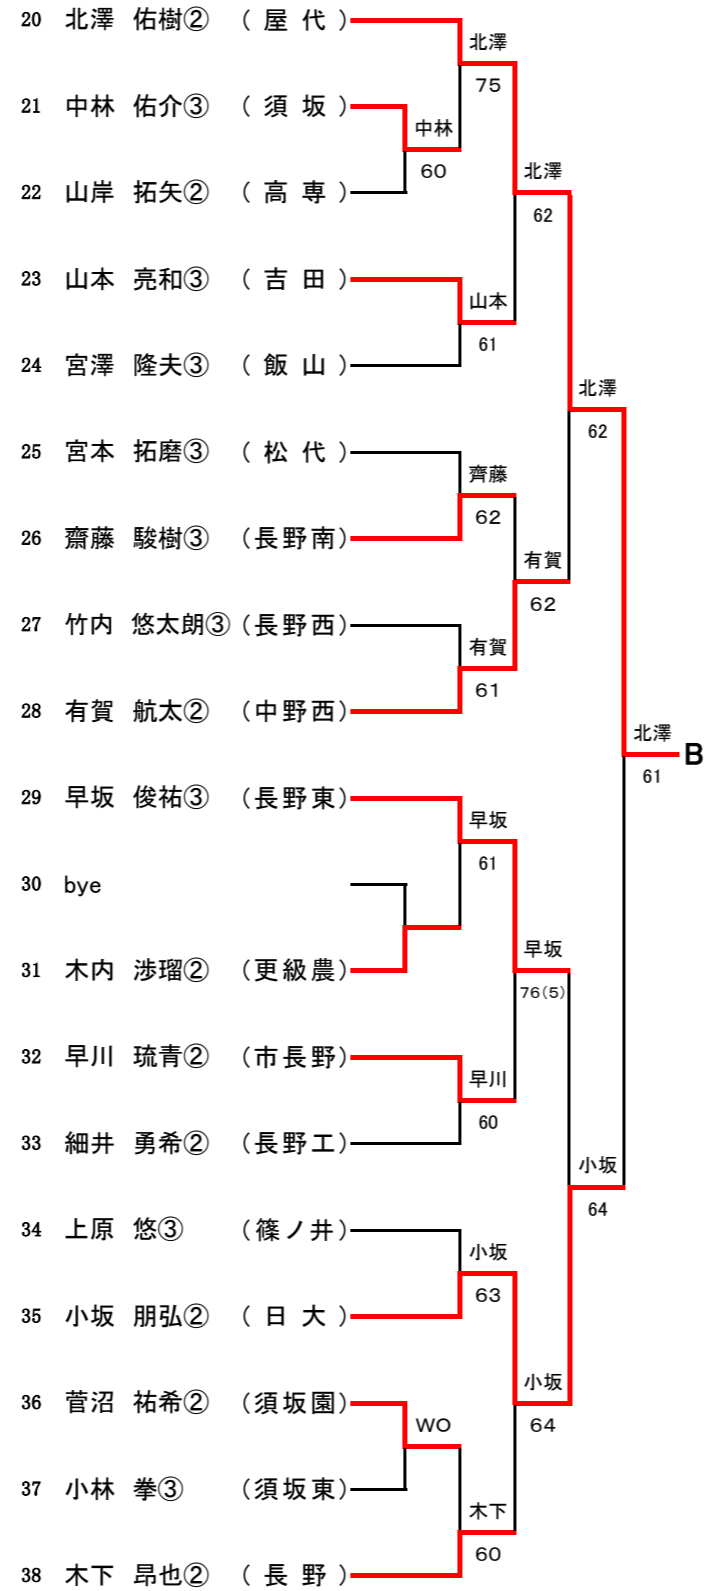 20 北澤 佑樹② (屋代)
北澤
75
21 中林 佑介③ (須坂)
中林
60
22 山岸 拓矢② (高専)
北澤
62
23 山本 亮和③ (吉田)
山本
61
24 宮澤 隆夫③ (飯山)
北澤
62
25 宮本 拓磨③ (松代)
齊藤
62
26 齋藤 駿樹③ (長野南)
有賀
62
27 竹内 悠太朗③ (長野西)
有賀
61
28 有賀 航太② (中野西)
北澤
B
61
29 早坂 俊祐③ (長野東)
早坂
61
30 bye
早坂
76(5)
31 木内 渉瑠② (更級農)
32 早川 琉青② (市長野)
早川
60
33 細井 勇希② (長野工)
小坂
64
34 上原 悠③ (篠ノ井)
小坂
63
35 小坂 朋弘② (日大)
小坂
64
36 菅沼 祐希② (須坂園)
WO
37 小林 拳③ (須坂東)
木下
60
38 木下 昂也② (長野)